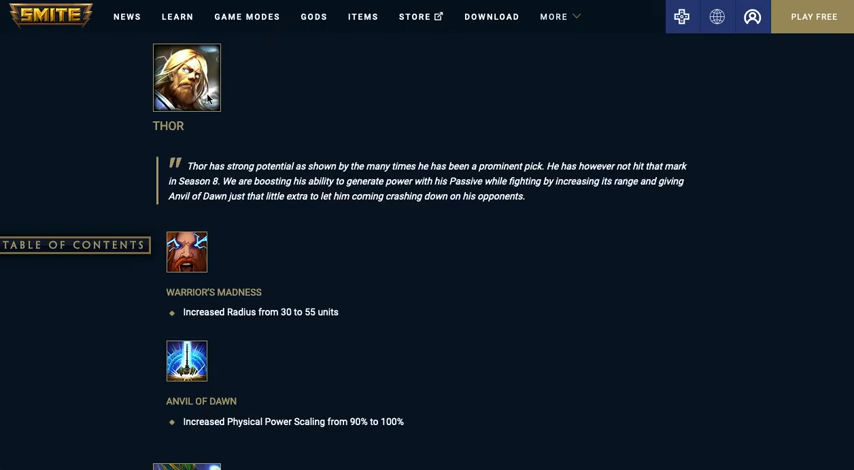 SMITE NEWS LEARN GAME MODES GODS ITEMS STORE DOWNLOAD MORE PLAY FREE
THOR
" Thor has strong potential as shown by the many times he has been a prominent pick. He has however not hit that mark
in Season 8. We are boosting his ability to generate power with his Passive while fighting by increasing its range and giving
Anvil of Dawn just that little extra to let him coming crashing down on his opponents.
TABLE OF CONTENTS
WARRIOR'S MADNESS
Increased Radius from 30 to 55 units
ANVIL OF DAWN
Increased Physical Power Scaling from 90% to 100%